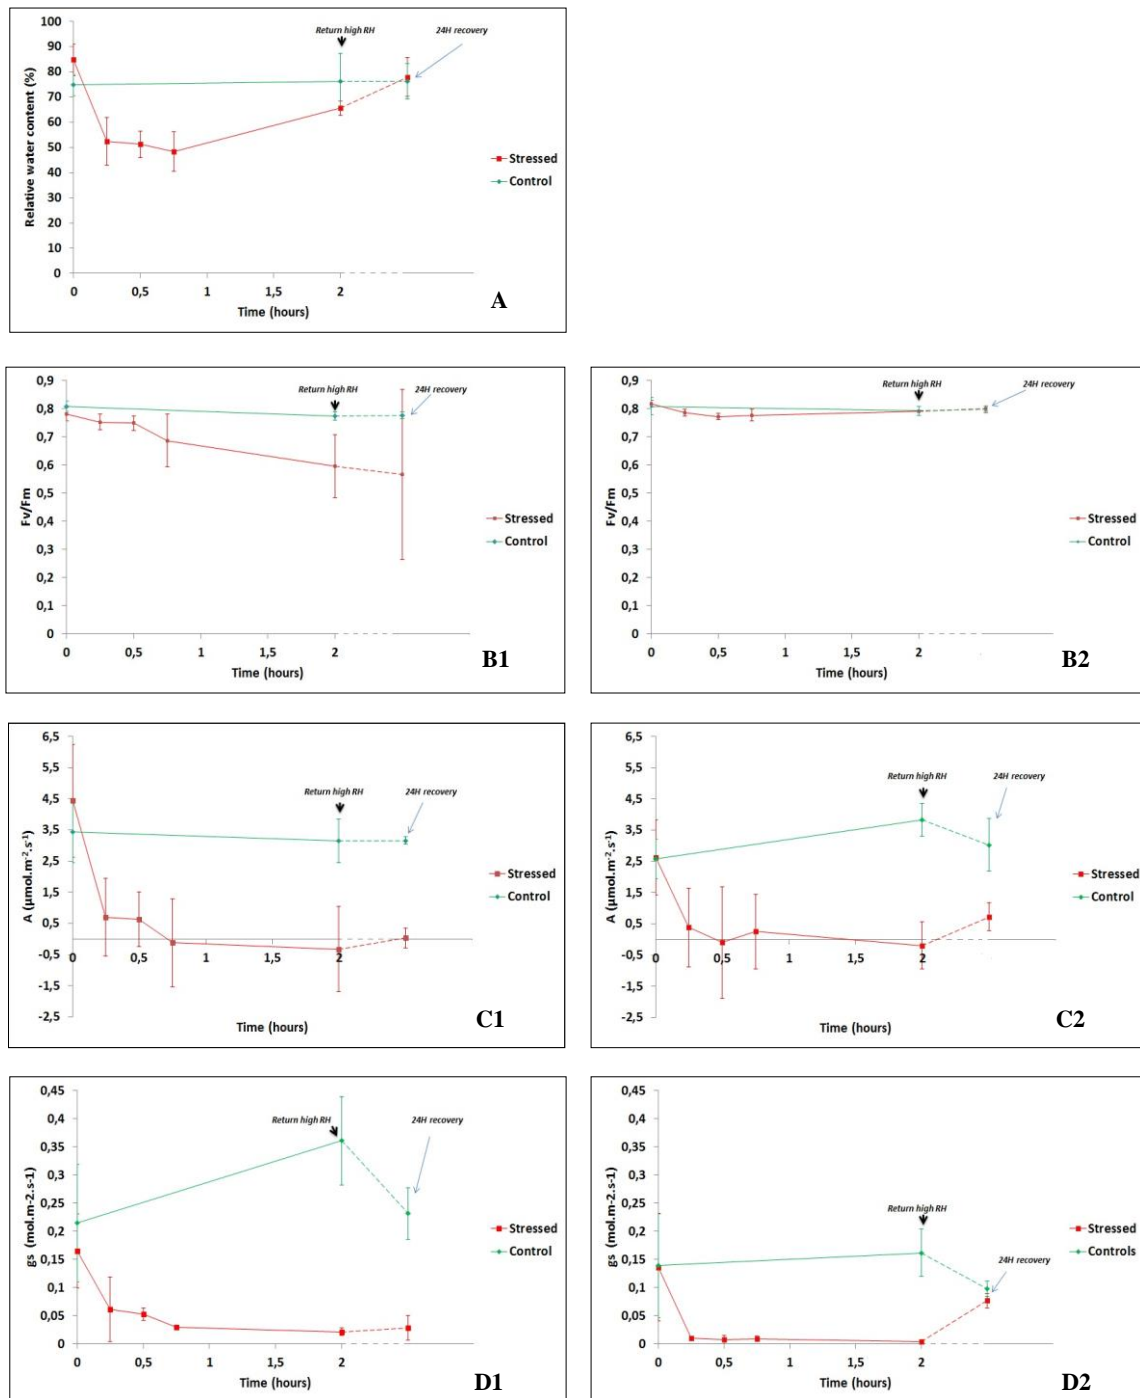 Return high RH
24H recovery
100
90
80
70
60
50
40
30
20
10
0
Relative water content (%)
Stressed
Control
0
0,5
1
1,5
2
Time (hours)
A
0,9
0,8
0,7
0,6
0,5
0,4
0,3
0,2
0,1
0
Fv/Fm
Return high RH
24H recovery
Stressed
Control
0
0,5
1
1,5
2
Time (hours)
B1
0,9
0,8
0,7
0,6
0,5
0,4
0,3
0,2
0,1
0
Fv/Fm
Return high RH
24H recovery
Stressed
Control
0
0,5
1
1,5
2
Time (hours)
B2
6,5
5,5
4,5
3,5
2,5
1,5
0,5
-0,5
-1,5
-2,5
A (µmol.m⁻².s⁻¹)
Return high RH
24H recovery
Stressed
Control
0
0,5
1
1,5
2
Time (hours)
C1
6,5
5,5
4,5
3,5
2,5
1,5
0,5
-0,5
-1,5
-2,5
A (µmol.m⁻².s⁻¹)
Return high RH
24H recovery
Stressed
Control
0
0,5
1
1,5
2
Time (hours)
C2
0,45
0,4
0,35
0,3
0,25
0,2
0,15
0,1
0,05
0
gs (mol.m-2.s-1)
Return high RH
24H recovery
Stressed
Control
0
0,5
1
1,5
2
Time (hours)
D1
0,45
0,4
0,35
0,3
0,25
0,2
0,15
0,1
0,05
0
gs (mol.m-2.s-1)
Return high RH
24H recovery
Stressed
Controls
0
0,5
1
1,5
2
Time (hours)
D2